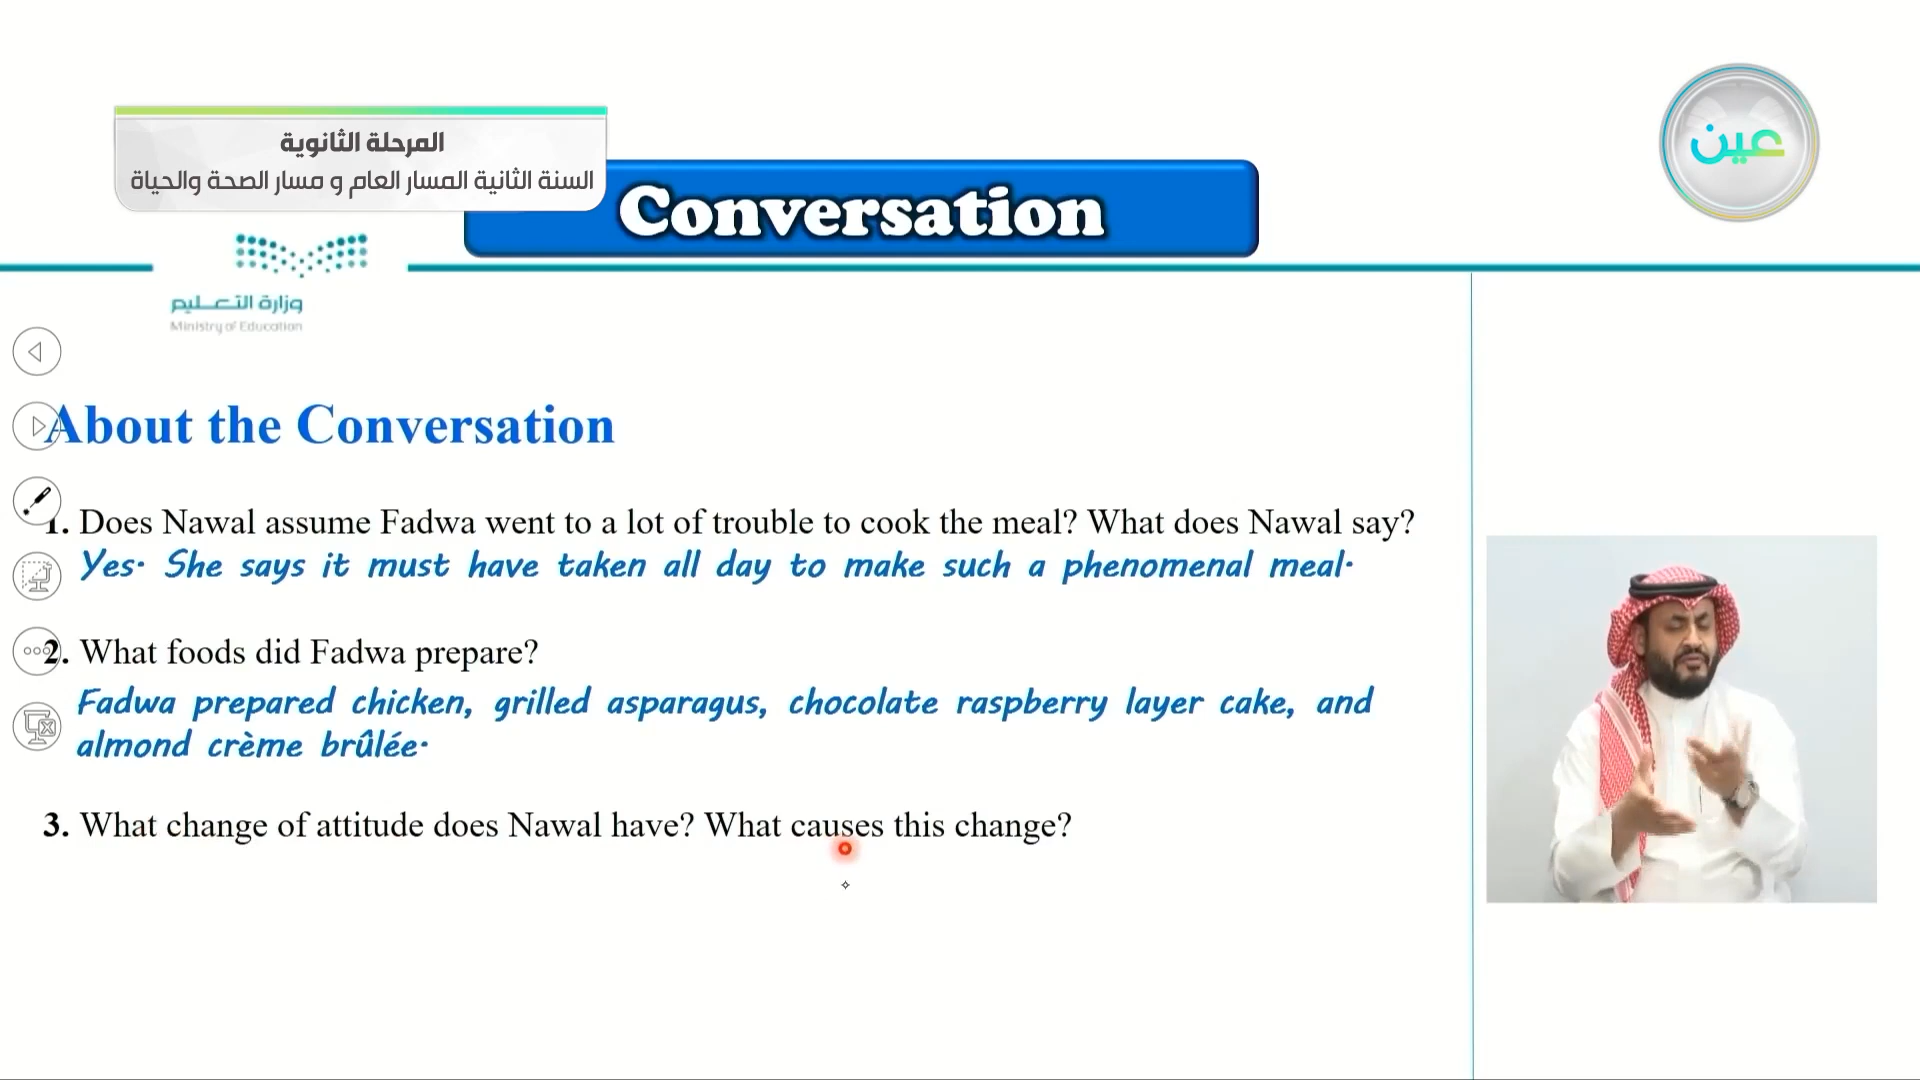 المرحلة الثانوية
السنة الثانية المسار العام و مسار الصحة والحياة
عين
Conversation
وزارة التعليم
Ministry of Education
About the Conversation
1. Does Nawal assume Fadwa went to a lot of trouble to cook the meal? What does Nawal say?
Yes. She says it must have taken all day to make such a phenomenal meal.
2. What foods did Fadwa prepare?
Fadwa prepared chicken, grilled asparagus, chocolate raspberry layer cake, and
almond crème brûlée.
3. What change of attitude does Nawal have? What causes this change?